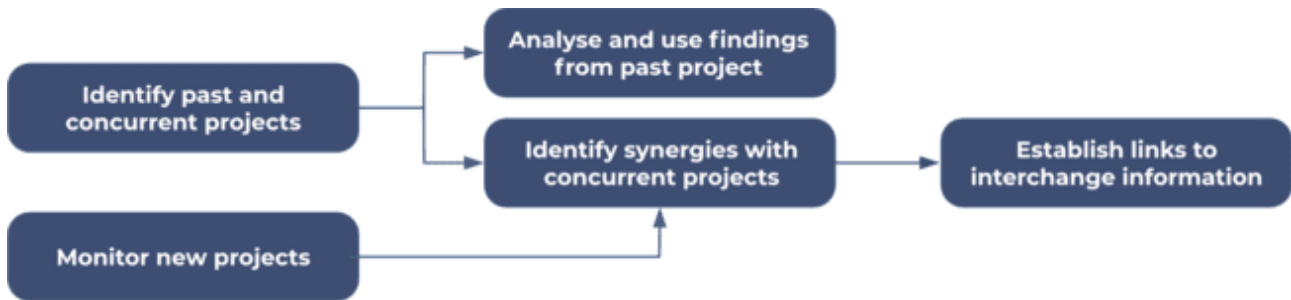 Identify past and
concurrent projects
Analyse and use findings
from past project
Identify synergies with
concurrent projects
Establish links to
interchange information
Monitor new projects